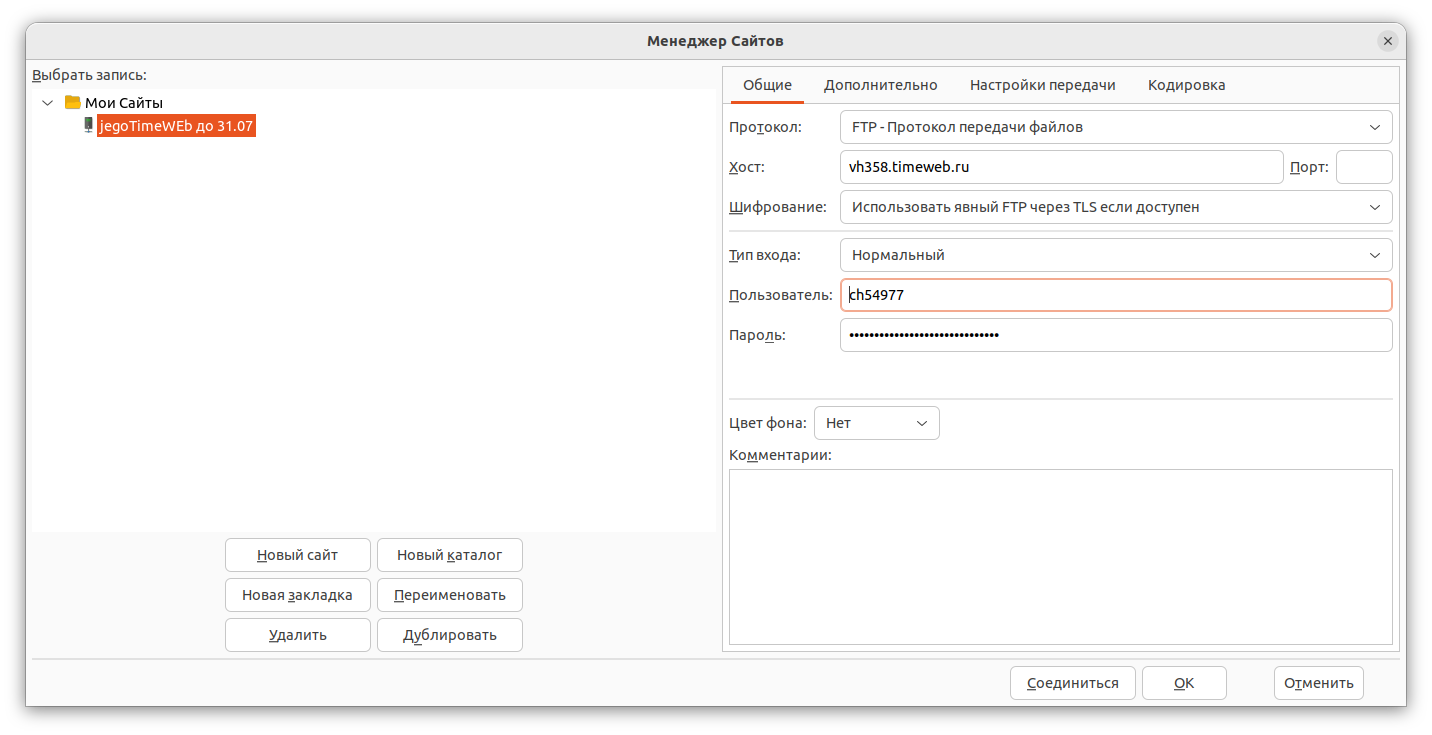 Менеджер Сайтов
Выбрать запись:
Мои Сайты
jegoTimeWEb до 31.07
Новый сайт Новый каталог
Новая закладка Переименовать
Удалить Дублировать
Общие Дополнительно Настройки передачи Кодировка
Протокол: FTP - Протокол передачи файлов
Хост: vh358.timeweb.ru Порт:
Шифрование: Использовать явный FTP через TLS если доступен
Тип входа: Нормальный
Пользователь: ch54977
Пароль: ••••••••••••••••••••••••••••••
Цвет фона: Нет
Комментарии:
Соединиться OK Отменить